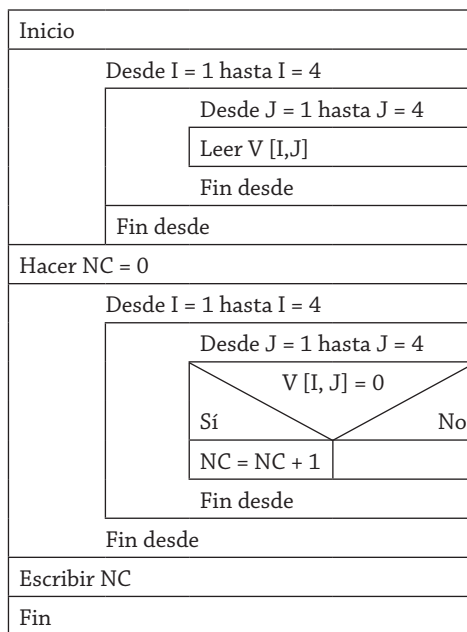 Inicio
Desde I = 1 hasta I = 4
Desde J = 1 hasta J = 4
Leer V [I,J]
Fin desde
Fin desde
Hacer NC = 0
Desde I = 1 hasta I = 4
Desde J = 1 hasta J = 4
V [I, J] = 0
Sí No
NC = NC + 1
Fin desde
Fin desde
Escribir NC
Fin